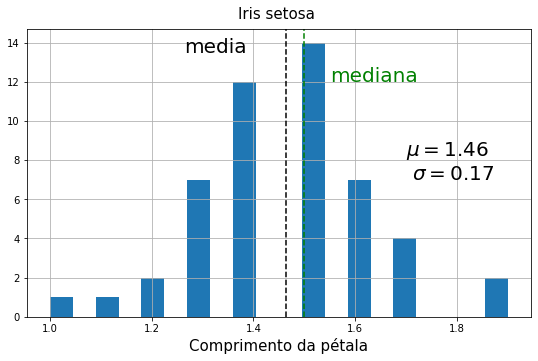 Iris setosa
media
mediana
μ = 1.46
σ = 0.17
14
12
10
8
6
4
2
0
1.0 1.2 1.4 1.6 1.8
Comprimento da pétala